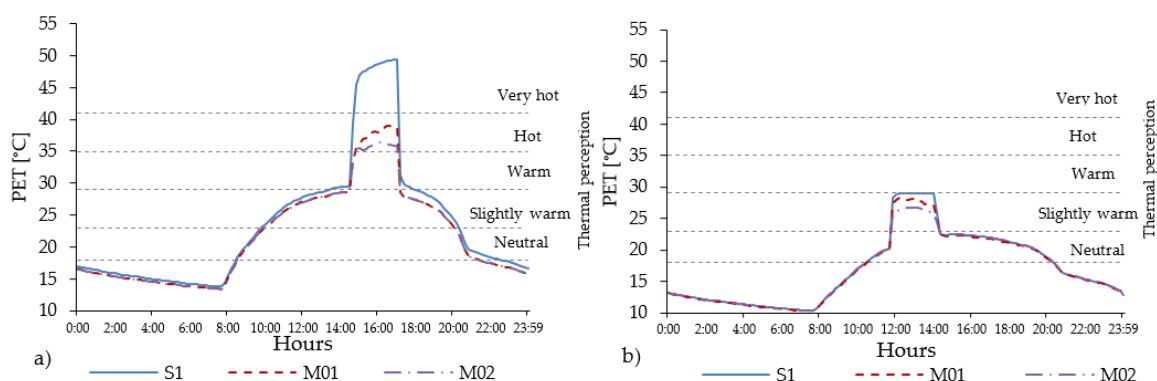 55
50
45
40
35
30
25
20
15
10
PET [°C]
Very hot
Hot
Warm
Slightly warm
Neutral
Thermal perception
0:00 2:00 4:00 6:00 8:00 10:00 12:00 14:00 16:00 18:00 20:00 22:00 23:59
Hours
a)
S1 M01 M02
55
50
45
40
35
30
25
20
15
10
PET [°C]
Very hot
Hot
Warm
Slightly warm
Neutral
Thermal perception
0:00 2:00 4:00 6:00 8:00 10:00 12:00 14:00 16:00 18:00 20:00 22:00 23:59
Hours
b)
S1 M01 M02